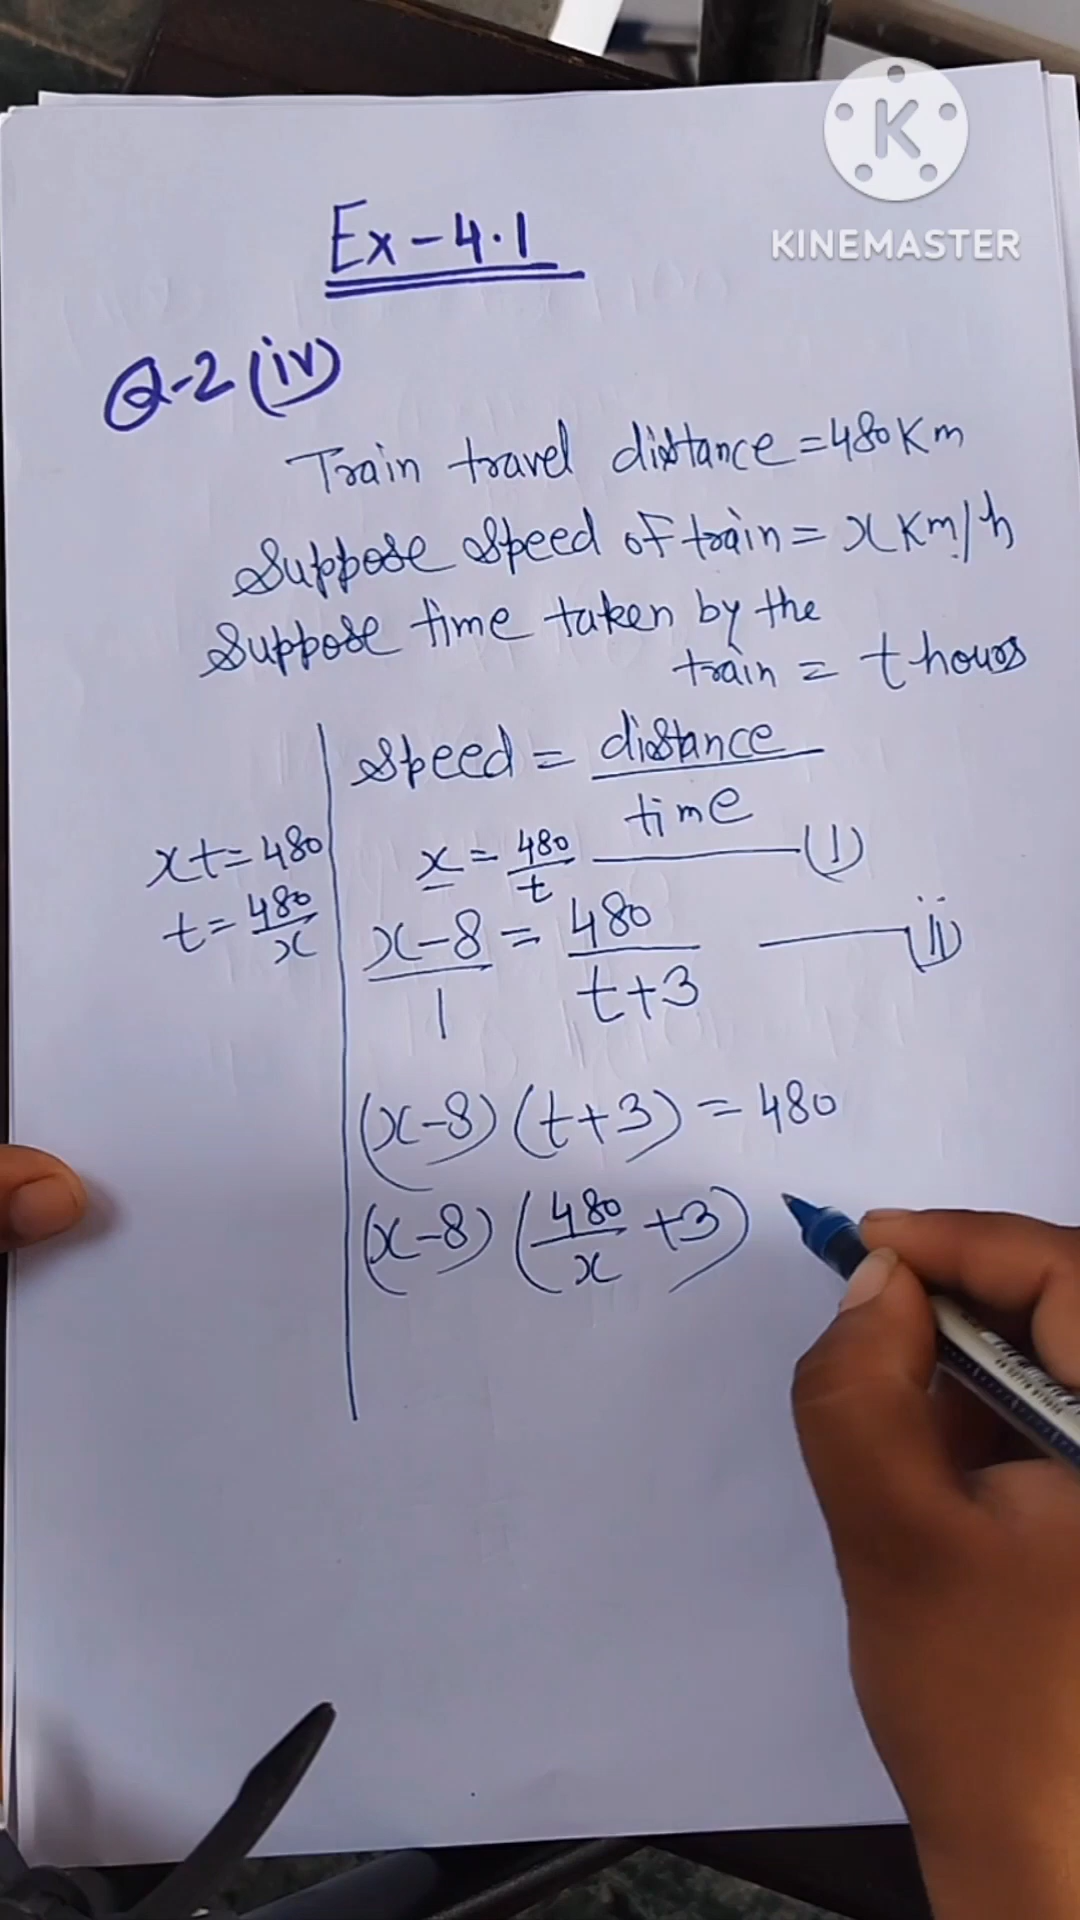 K
KINEMASTER
Ex-4.1
Q-2 (iv)
Train travel distance = 480 Km
Suppose Speed of train = x Km/h
Suppose time taken by the
train = t hours
Speed = distance/time
xt = 480
x = 480/t — (i)
t = 480/x
x-8/1 = 480/t+3 — (ii)
(x-8) (t+3) = 480
(x-8) (480/x +3)